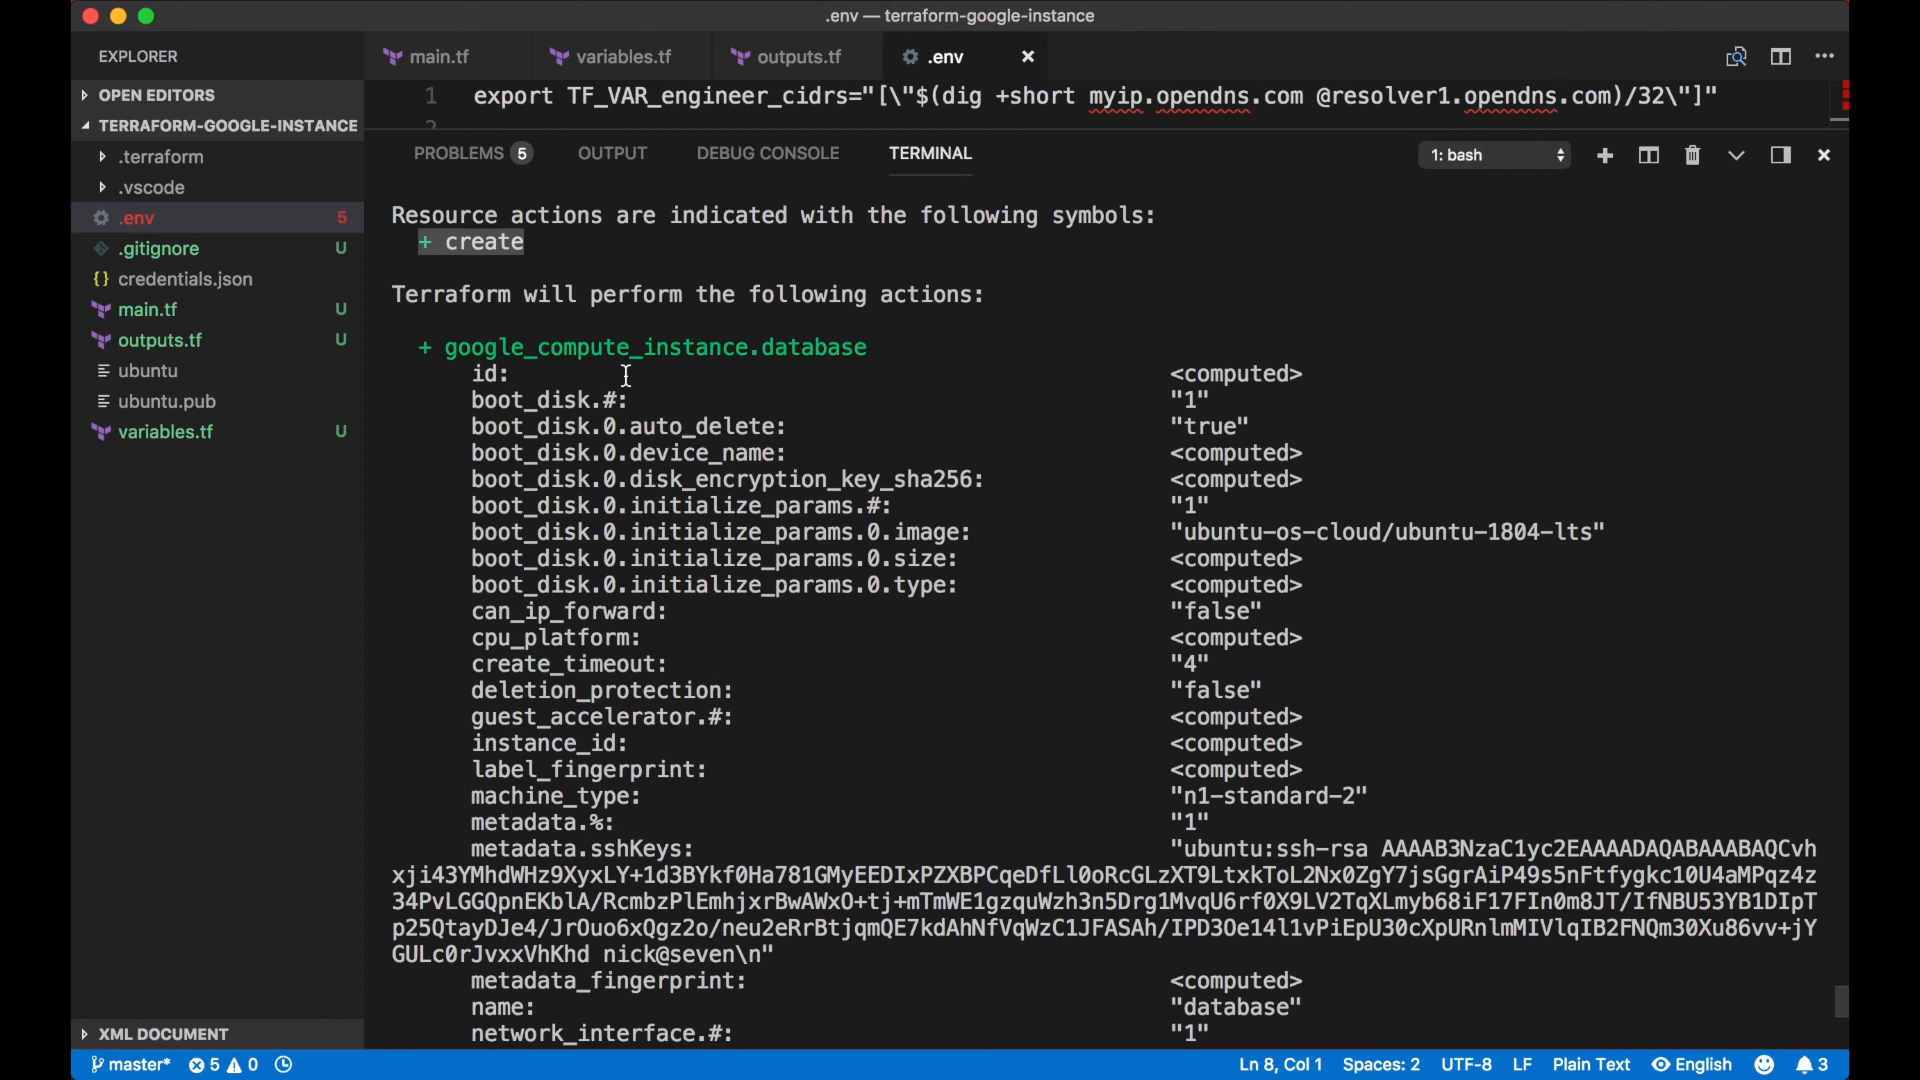 .env — terraform-google-instance
EXPLORER
main.tf
variables.tf
outputs.tf
.env
OPEN EDITORS
TERRAFORM-GOOGLE-INSTANCE
.terraform
.vscode
.env 5
.gitignore U
credentials.json
main.tf U
outputs.tf U
ubuntu
ubuntu.pub
variables.tf U
XML DOCUMENT
1 export TF_VAR_engineer_cidrs="[\"$(dig +short myip.opendns.com @resolver1.opendns.com)/32\"]"
2
PROBLEMS 5 OUTPUT DEBUG CONSOLE TERMINAL 1: bash
Resource actions are indicated with the following symbols:
+ create
Terraform will perform the following actions:
+ google_compute_instance.database
id: <computed>
boot_disk.#: "1"
boot_disk.0.auto_delete: "true"
boot_disk.0.device_name: <computed>
boot_disk.0.disk_encryption_key_sha256: <computed>
boot_disk.0.initialize_params.#: "1"
boot_disk.0.initialize_params.0.image: "ubuntu-os-cloud/ubuntu-1804-lts"
boot_disk.0.initialize_params.0.size: <computed>
boot_disk.0.initialize_params.0.type: <computed>
can_ip_forward: "false"
cpu_platform: <computed>
create_timeout: "4"
deletion_protection: "false"
guest_accelerator.#: <computed>
instance_id: <computed>
label_fingerprint: <computed>
machine_type: "n1-standard-2"
metadata.%: "1"
metadata.sshKeys: "ubuntu:ssh-rsa AAAAB3NzaC1yc2EAAAADAQABAAABAQCvh
xji43YMhdWHz9XyxLY+1d3BYkf0Ha781GMyEEDIxPZXBPCqeDfLl0oRcGLzXT9LtxkToL2Nx0ZgY7jsGgrAiP49s5nFtfygkc10U4aMPqz4z
34PvLGGQpnEKblA/RcmbzPlEmhjxrBwAWxO+tj+mTmWE1gzquWzh3n5Drg1MvqU6rf0X9LV2TqXLmyb68iF17FIn0m8JT/IfNBU53YB1DIpT
p25QtayDJe4/JrOuo6xQgz2o/neu2eRrBtjqmQE7kdAhNfVqWzC1JFASAh/IPD3Oe14l1vPiEpU30cXpURnlmMIVlqIB2FNQm30Xu86vv+jY
GULc0rJvxxVhKhd nick@seven\n"
metadata_fingerprint: <computed>
name: "database"
network_interface.#: "1"
master* 5 0 Ln 8, Col 1 Spaces: 2 UTF-8 LF Plain Text English 3